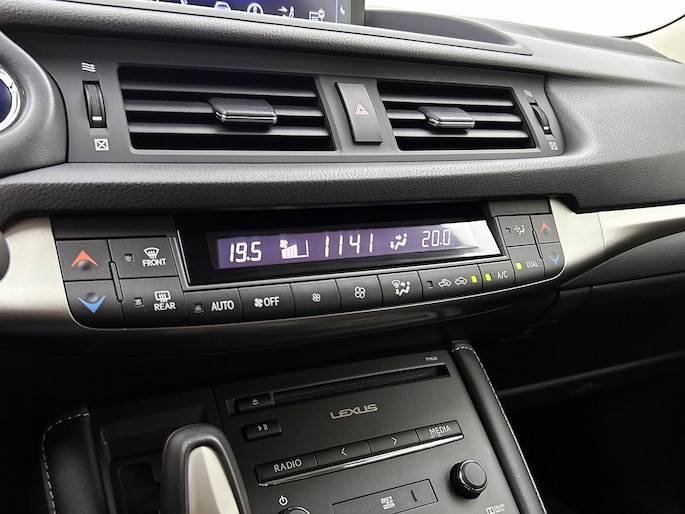 19.5 1141 20.0
FRONT
REAR AUTO OFF A/C DUAL
LEXUS
RADIO MEDIA